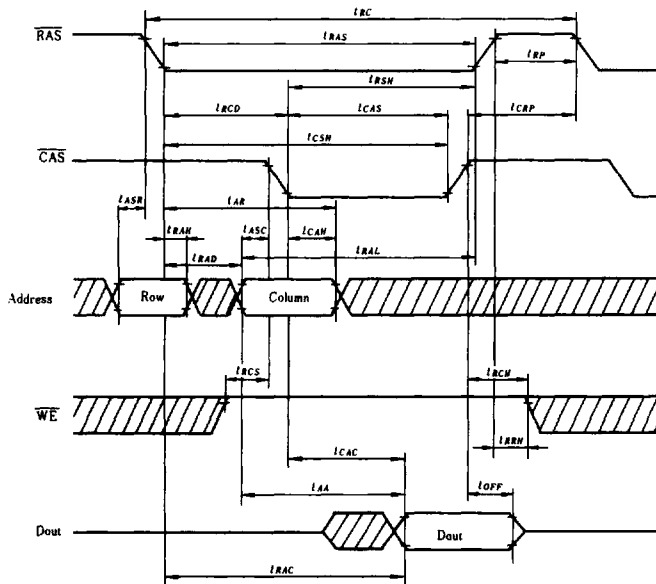 tRC
RAS
tRAS
tRP
tRSH
tRCD
tCAS
tCRP
tCSH
CAS
tASR
tAR
tRAH
tASC
tCAH
tRAD
tRAL
Address
Row
Column
tRCS
tRCH
WE
tRRH
tCAC
tAA
tOFF
Dout
Dout
tRAC